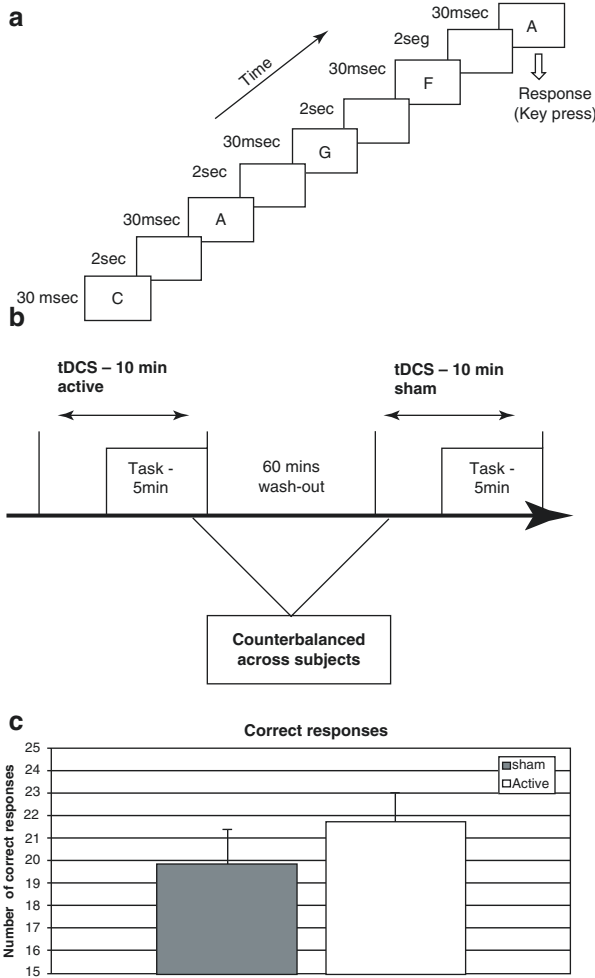 a
30msec
A
2seg
30msec
F
Time
Response
(Key press)
2sec
30msec
G
2sec
30msec
A
2sec
30 msec
C
b
tDCS – 10 min
active
tDCS – 10 min
sham
Task -
5min
60 mins
wash-out
Task -
5min
Counterbalanced
across subjects
c
Correct responses
Number of correct responses
25
24
23
22
21
20
19
18
17
16
15
sham
Active